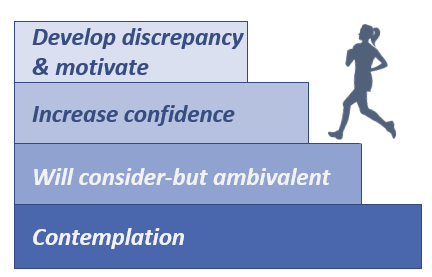 Develop discrepancy
& motivate
Increase confidence
Will consider-but ambivalent
Contemplation